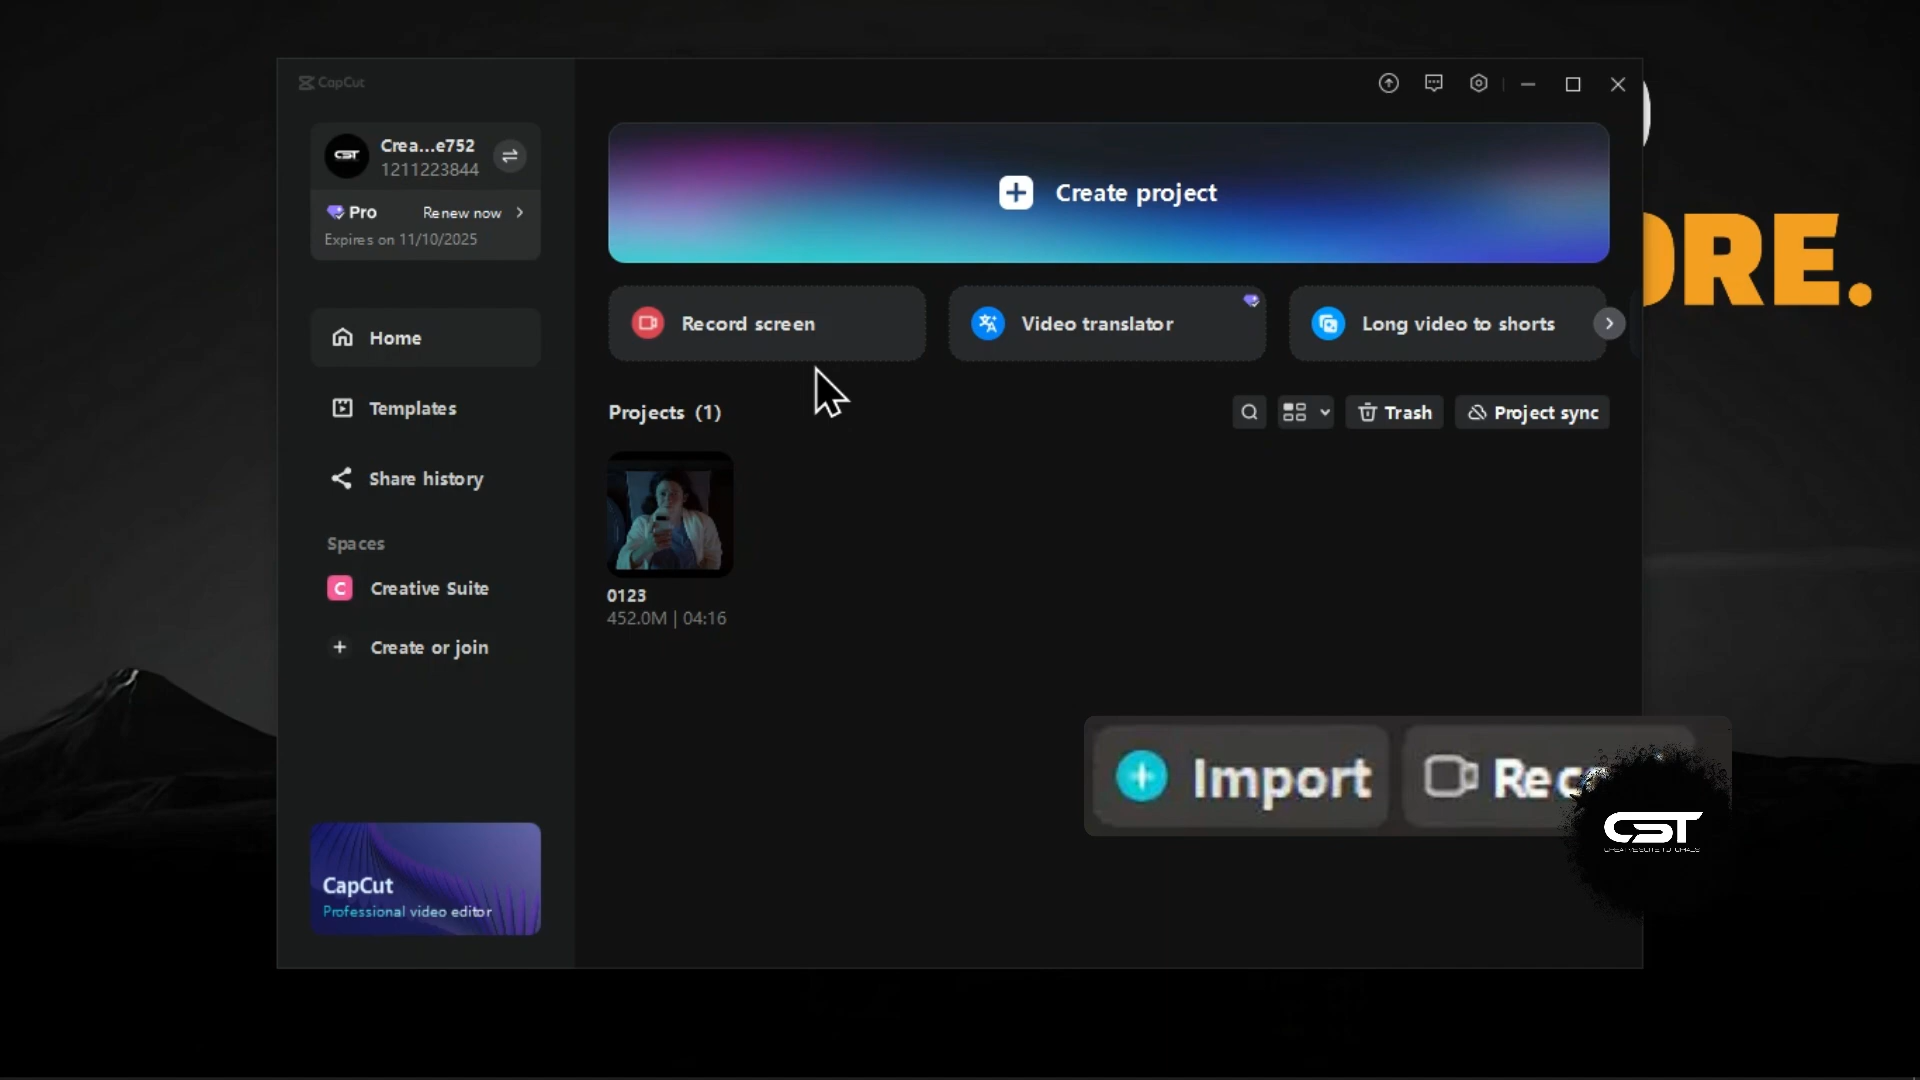 CapCut
CST
Crea...e752
1211223844
Pro
Renew now
Expires on 11/10/2025
Home
Templates
Share history
Spaces
C
Creative Suite
Create or join
CapCut
Professional video editor
Create project
Record screen
Video translator
Long video to shorts
Projects (1)
Trash
Project sync
0123
452.0M | 04:16
ORE.
Import
Rec
CST